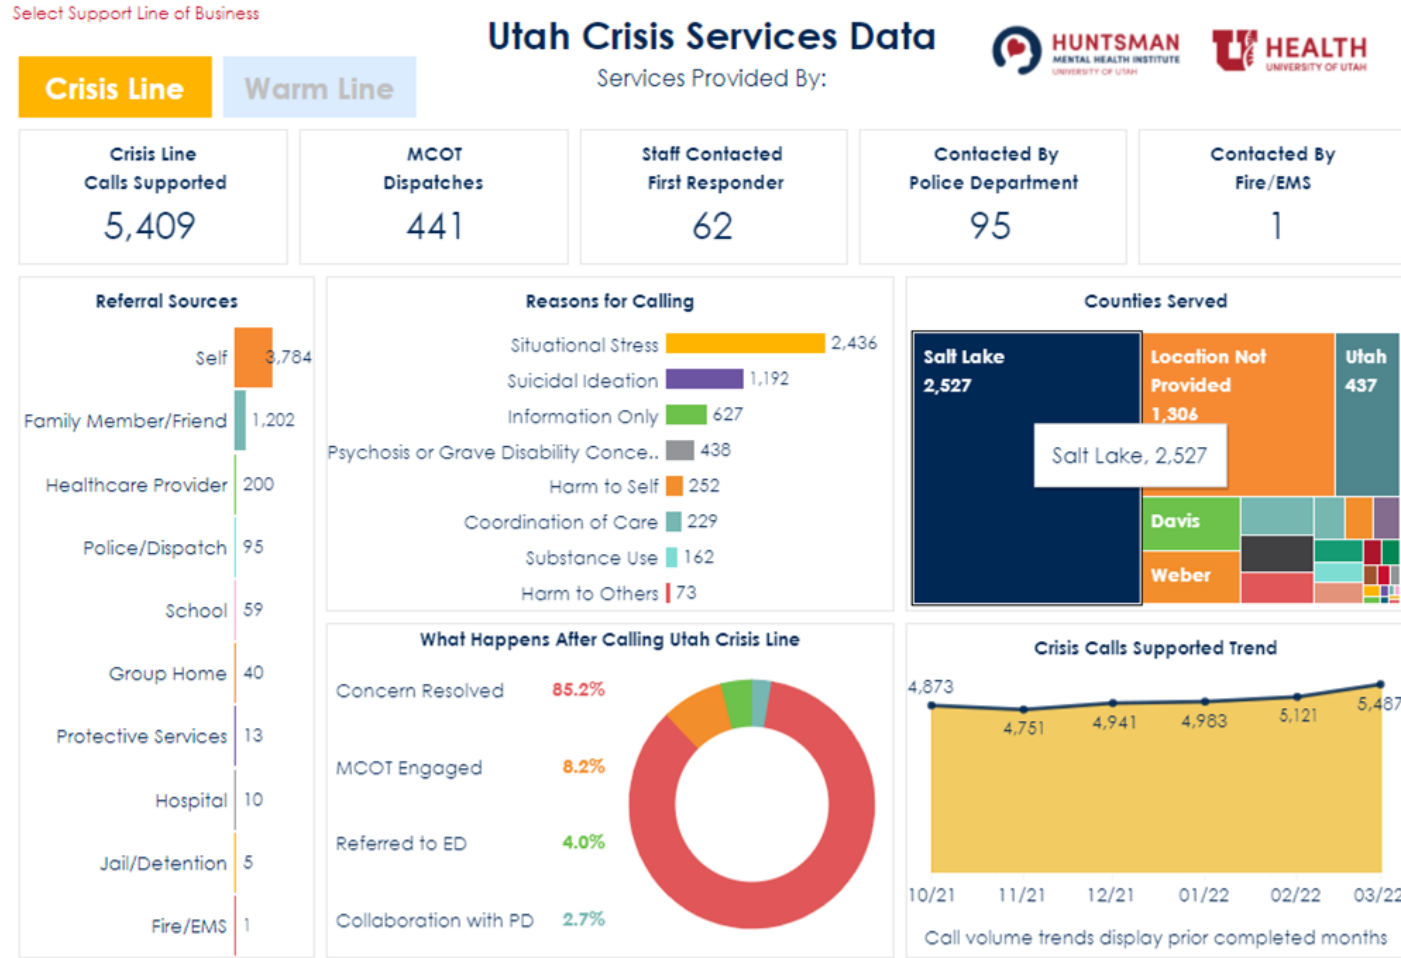 Select Support Line of Business
Utah Crisis Services Data
Services Provided By:
HUNTSMAN
MENTAL HEALTH INSTITUTE
UNIVERSITY OF UTAH
U
HEALTH
UNIVERSITY OF UTAH
Crisis Line
Warm Line
Crisis Line
Calls Supported
5,409
MCOT
Dispatches
441
Staff Contacted
First Responder
62
Contacted By
Police Department
95
Contacted By
Fire/EMS
1
Referral Sources
Self 3,784
Family Member/Friend 1,202
Healthcare Provider 200
Police/Dispatch 95
School 59
Group Home 40
Protective Services 13
Hospital 10
Jail/Detention 5
Fire/EMS 1
Reasons for Calling
Situational Stress 2,436
Suicidal Ideation 1,192
Information Only 627
Psychosis or Grave Disability Conce.. 438
Harm to Self 252
Coordination of Care 229
Substance Use 162
Harm to Others 73
Counties Served
Salt Lake
2,527
Location Not
Provided
1,306
Utah
437
Salt Lake, 2,527
Davis
Weber
What Happens After Calling Utah Crisis Line
Concern Resolved 85.2%
MCOT Engaged 8.2%
Referred to ED 4.0%
Collaboration with PD 2.7%
Crisis Calls Supported Trend
4,873 4,751 4,941 4,983 5,121 5,487
10/21 11/21 12/21 01/22 02/22 03/22
Call volume trends display prior completed months